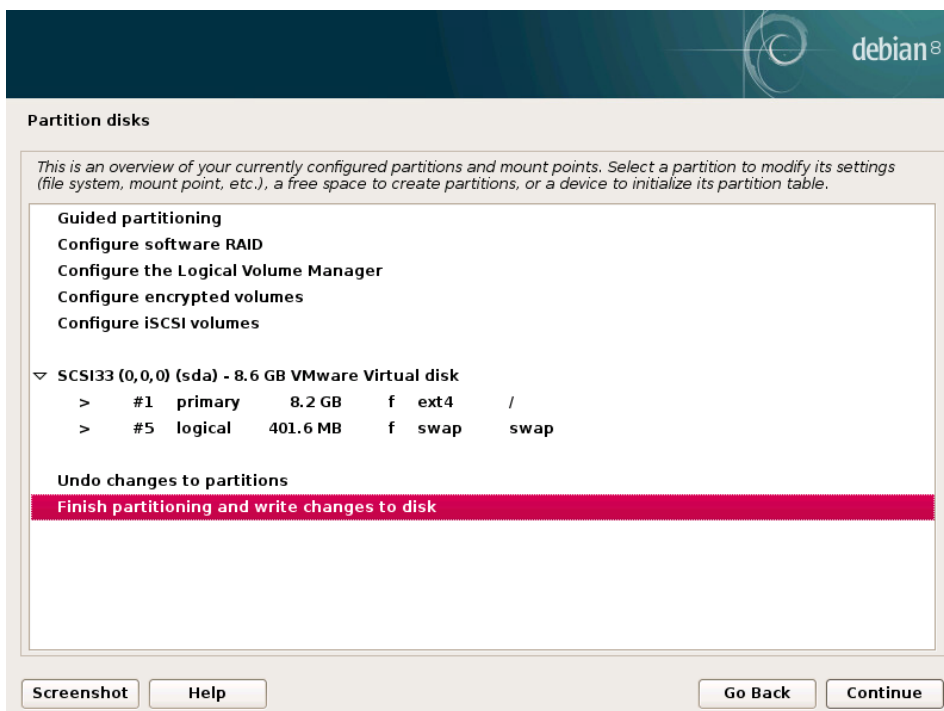 debian 8
Partition disks
This is an overview of your currently configured partitions and mount points. Select a partition to modify its settings
(file system, mount point, etc.), a free space to create partitions, or a device to initialize its partition table.
Guided partitioning
Configure software RAID
Configure the Logical Volume Manager
Configure encrypted volumes
Configure iSCSI volumes
SCSI33 (0,0,0) (sda) - 8.6 GB VMware Virtual disk
> #1 primary 8.2 GB f ext4 /
> #5 logical 401.6 MB f swap swap
Undo changes to partitions
Finish partitioning and write changes to disk
Screenshot Help Go Back Continue